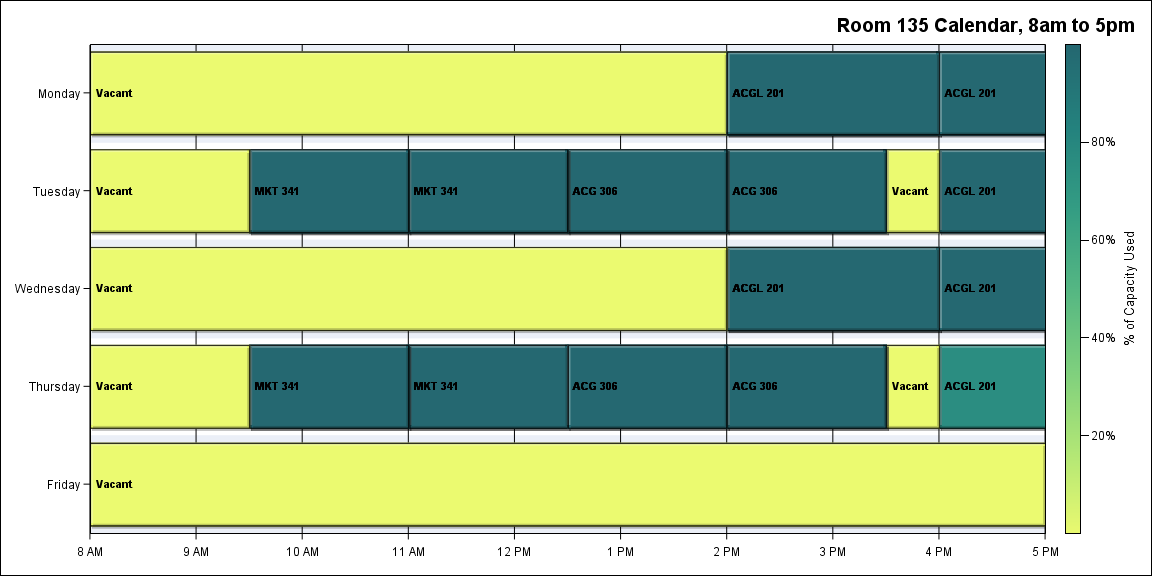 Room 135 Calendar, 8am to 5pm
Monday
Vacant
ACGL 201
ACGL 201
Tuesday
Vacant
MKT 341
MKT 341
ACG 306
ACG 306
Vacant
ACGL 201
Wednesday
Vacant
ACGL 201
ACGL 201
Thursday
Vacant
MKT 341
MKT 341
ACG 306
ACG 306
Vacant
ACGL 201
Friday
Vacant
8 AM
9 AM
10 AM
11 AM
12 PM
1 PM
2 PM
3 PM
4 PM
5 PM
80%
60%
40%
20%
% of Capacity Used